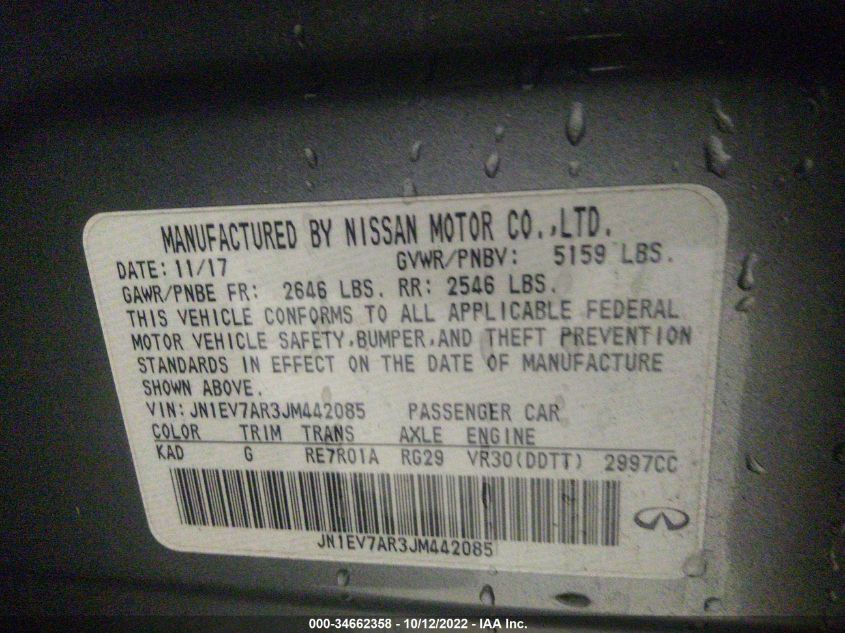 MANUFACTURED BY NISSAN MOTOR CO.,LTD.
DATE: 11/17 GVWR/PNBV: 5159 LBS.
GAWR/PNBE FR: 2646 LBS. RR: 2546 LBS.
THIS VEHICLE CONFORMS TO ALL APPLICABLE FEDERAL
MOTOR VEHICLE SAFETY,BUMPER,AND THEFT PREVENTION
STANDARDS IN EFFECT ON THE DATE OF MANUFACTURE
SHOWN ABOVE.
VIN: JN1EV7AR3JM442085 PASSENGER CAR
COLOR TRIM TRANS AXLE ENGINE
KAD G RE7R01A RG29 VR30(DDTT) 2997CC
JN1EV7AR3JM442085
000-34662358 - 10/12/2022 - IAA Inc.